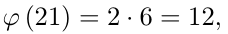 φ (21) = 2 · 6 = 12,